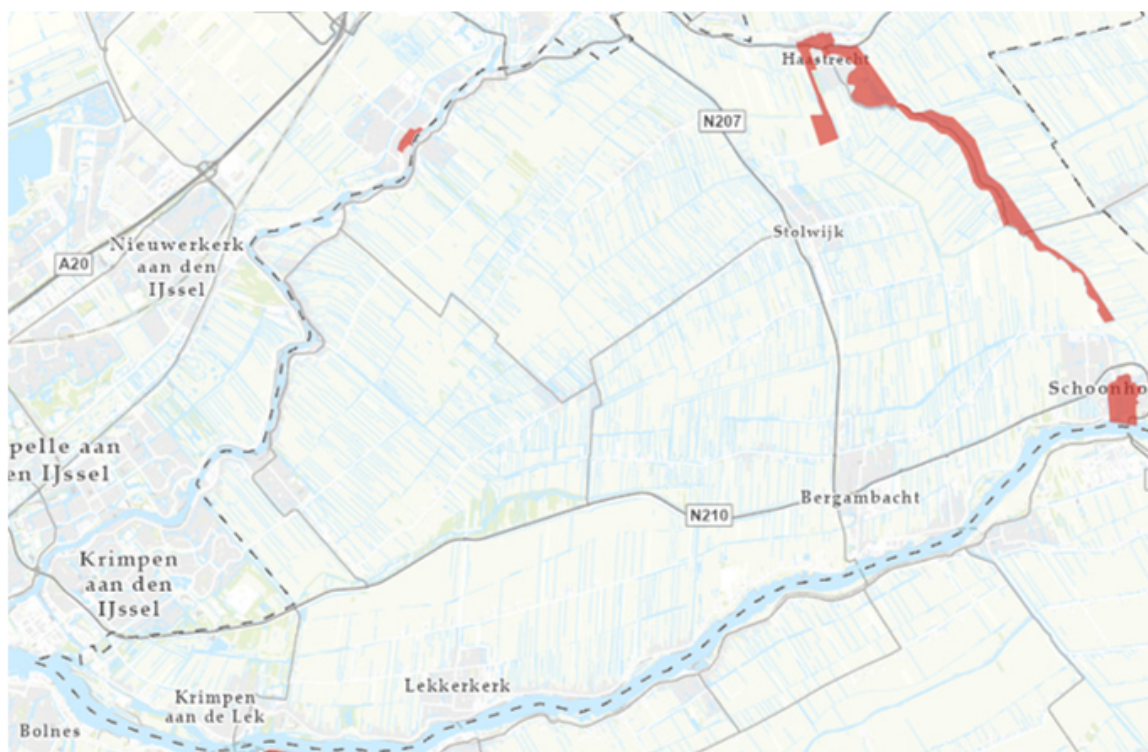 Haastrecht
N207
Stolwijk
Nieuwerkerk
aan den
IJssel
A20
Schoonho
pelle aan
en IJssel
Bergambacht
N210
Krimpen
aan den
IJssel
Lekkerkerk
Krimpen
aan de Lek
Bolnes